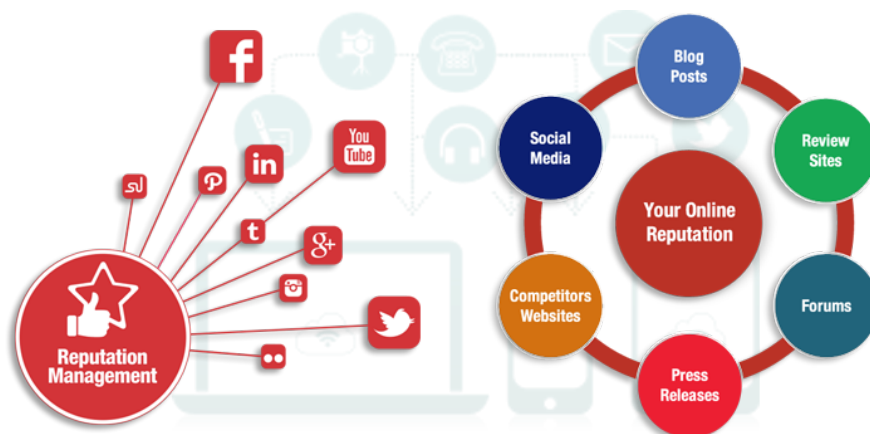 f
You
Tube
in
t
g+
Reputation
Management
Blog
Posts
Social
Media
Review
Sites
Your Online
Reputation
Competitors
Websites
Forums
Press
Releases